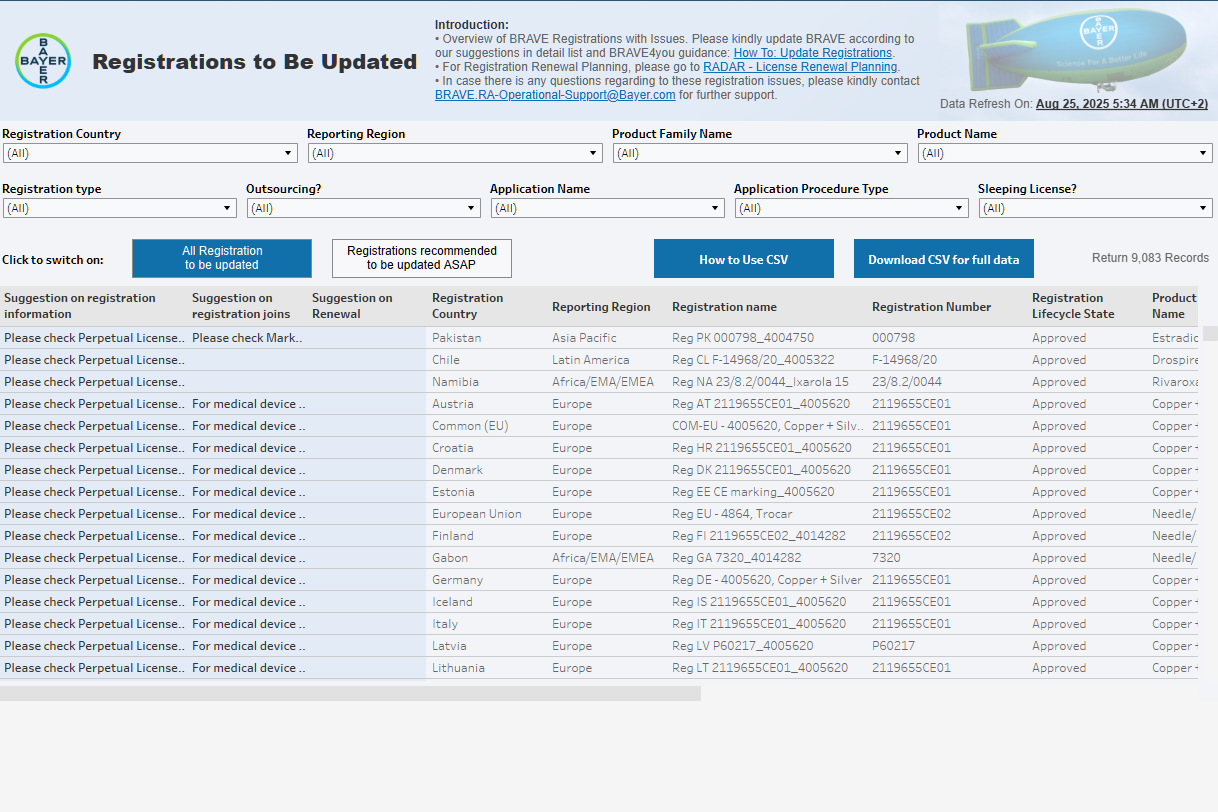 BAYER
BAYER
Registrations to Be Updated
Introduction:
• Overview of BRAVE Registrations with Issues. Please kindly update BRAVE according to
our suggestions in detail list and BRAVE4you guidance: How To: Update Registrations.
• For Registration Renewal Planning, please go to RADAR - License Renewal Planning.
• In case there is any questions regarding to these registration issues, please kindly contact
BRAVE.RA-Operational-Support@Bayer.com for further support.
BAYER
BAYER
Science For A Better Life
Data Refresh On: Aug 25, 2025 5:34 AM (UTC+2)
Registration Country Reporting Region Product Family Name Product Name
(All) (All) (All) (All)
Registration type Outsourcing? Application Name Application Procedure Type Sleeping License?
(All) (All) (All) (All) (All)
Click to switch on:
All Registration
to be updated
Registrations recommended
to be updated ASAP
How to Use CSV
Download CSV for full data
Return 9,083 Records
Suggestion on registration Suggestion on Suggestion on Registration Reporting Region Registration name Registration Number Registration Product
information registration joins Renewal Country Lifecycle State Name
Please check Perpetual License.. Please check Mark.. Pakistan Asia Pacific Reg PK 000798_4004750 000798 Approved Estradic
Please check Perpetual License.. Chile Latin America Reg CL F-14968/20_4005322 F-14968/20 Approved Drospire
Please check Perpetual License.. Namibia Africa/EMA/EMEA Reg NA 23/8.2/0044_Ixarola 15 23/8.2/0044 Approved Rivaroxa
Please check Perpetual License.. For medical device .. Austria Europe Reg AT 2119655CE01_4005620 2119655CE01 Approved Copper +
Please check Perpetual License.. For medical device .. Common (EU) Europe COM-EU - 4005620, Copper + Silv.. 2119655CE01 Approved Copper +
Please check Perpetual License.. For medical device .. Croatia Europe Reg HR 2119655CE01_4005620 2119655CE01 Approved Copper +
Please check Perpetual License.. For medical device .. Denmark Europe Reg DK 2119655CE01_4005620 2119655CE01 Approved Copper +
Please check Perpetual License.. For medical device .. Estonia Europe Reg EE CE marking_4005620 2119655CE01 Approved Copper +
Please check Perpetual License.. For medical device .. European Union Europe Reg EU - 4864, Trocar 2119655CE02 Approved Needle/
Please check Perpetual License.. For medical device .. Finland Europe Reg FI 2119655CE02_4014282 2119655CE02 Approved Needle/
Please check Perpetual License.. For medical device .. Gabon Africa/EMA/EMEA Reg GA 7320_4014282 7320 Approved Needle/
Please check Perpetual License.. For medical device .. Germany Europe Reg DE - 4005620, Copper + Silver 2119655CE01 Approved Copper +
Please check Perpetual License.. For medical device .. Iceland Europe Reg IS 2119655CE01_4005620 2119655CE01 Approved Copper +
Please check Perpetual License.. For medical device .. Italy Europe Reg IT 2119655CE01_4005620 2119655CE01 Approved Copper +
Please check Perpetual License.. For medical device .. Latvia Europe Reg LV P60217_4005620 P60217 Approved Copper +
Please check Perpetual License.. For medical device .. Lithuania Europe Reg LT 2119655CE01_4005620 2119655CE01 Approved Copper +